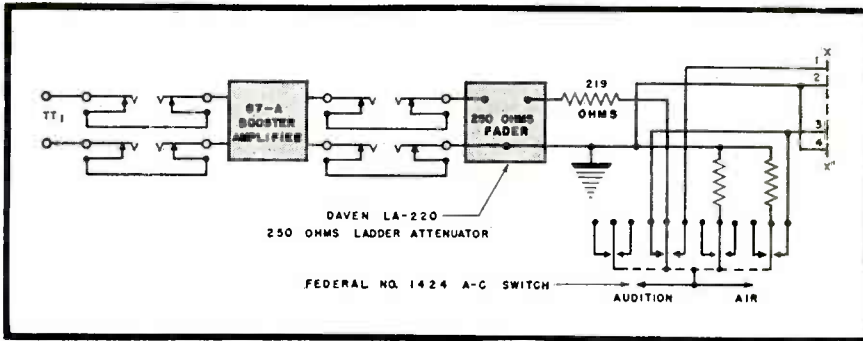 TT1
67-A
BOOSTER
AMPLIFIER
250 OHMS
FADER
219
OHMS
X
1
2
3
4
X'
DAVEN LA-220
250 OHMS LADDER ATTENUATOR
FEDERAL NO. 1424 A-C SWITCH
AUDITION
AIR